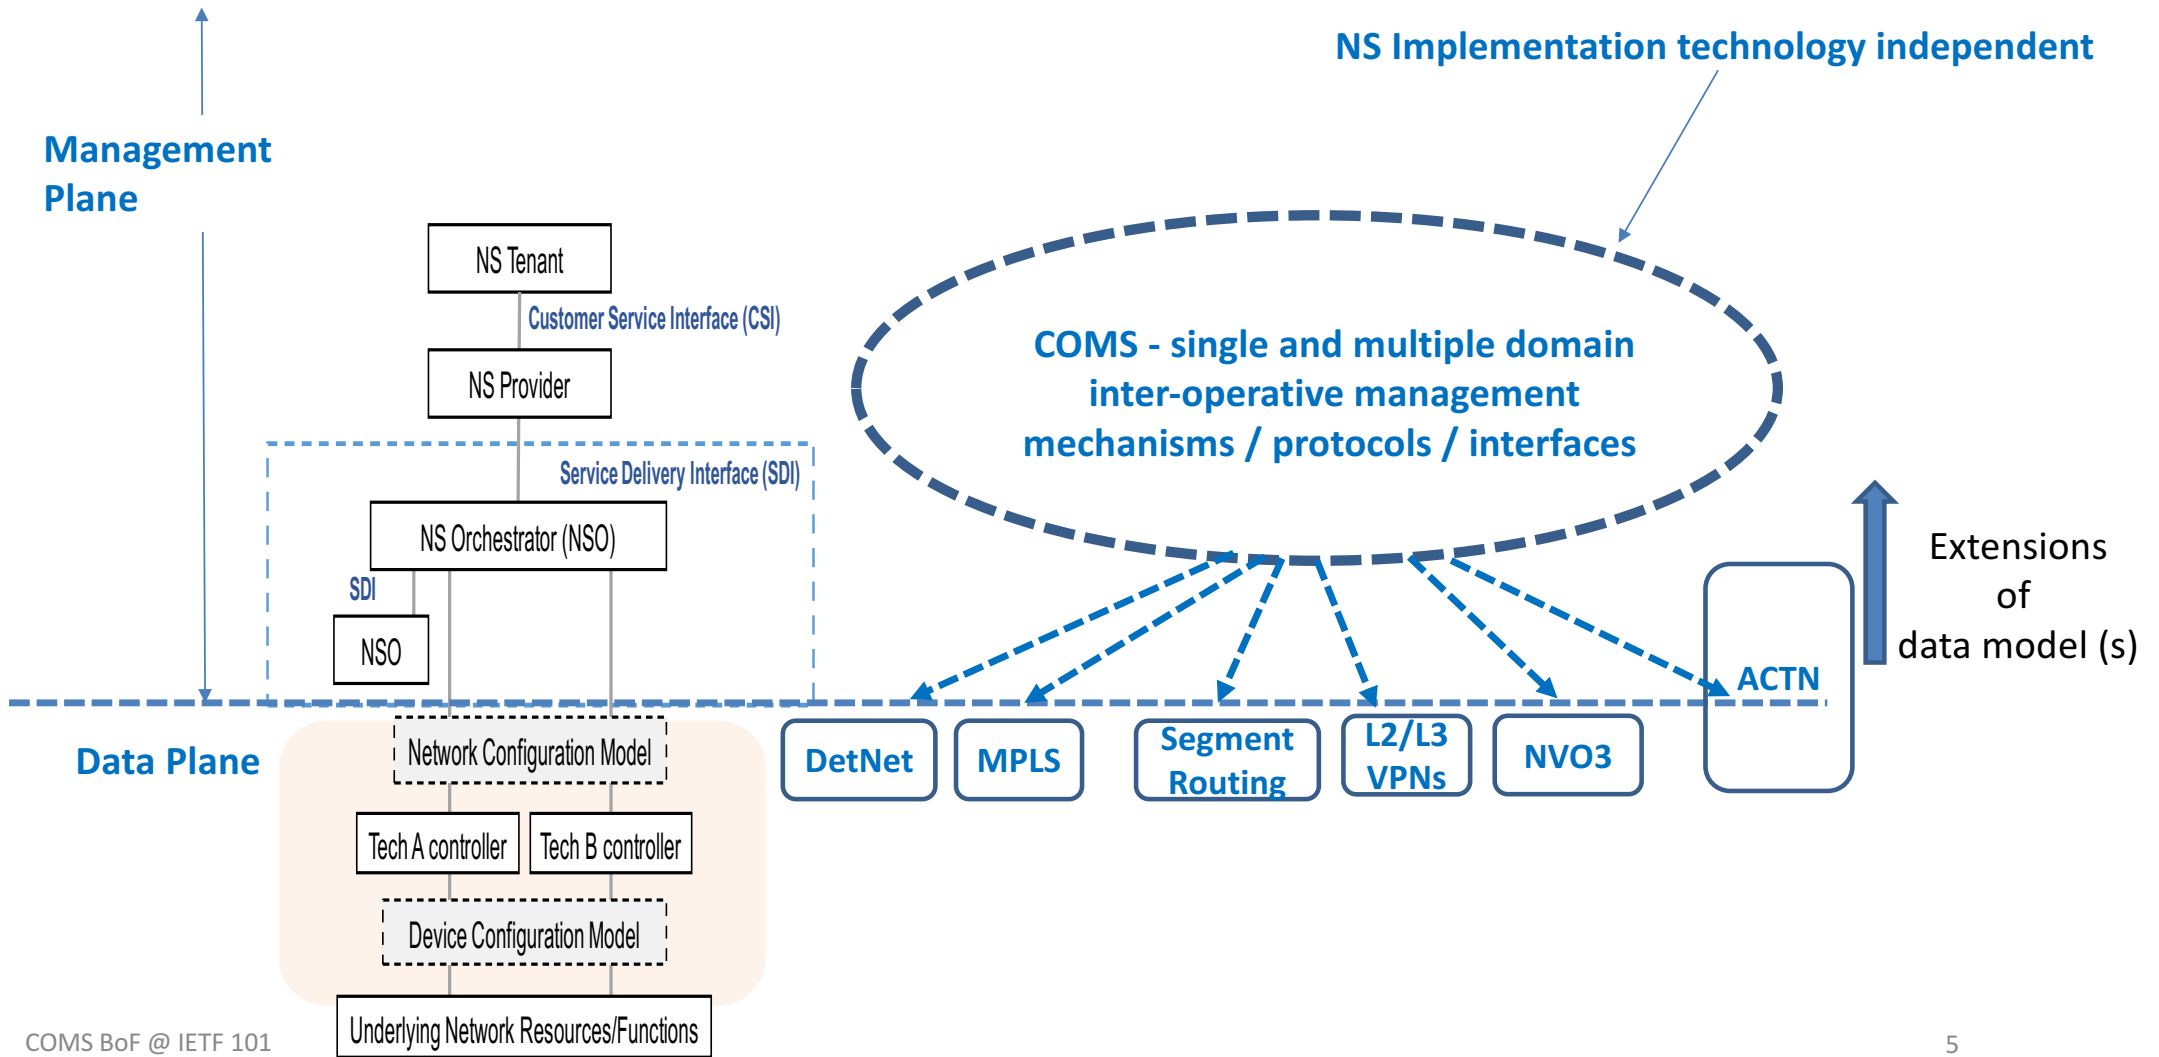 NS Implementation technology independent
Management
Plane
NS Tenant
Customer Service Interface (CSI)
NS Provider
Service Delivery Interface (SDI)
NS Orchestrator (NSO)
SDI
NSO
COMS - single and multiple domain
inter-operative management
mechanisms / protocols / interfaces
Extensions
of
data model (s)
ACTN
Data Plane
Network Configuration Model
Tech A controller
Tech B controller
Device Configuration Model
Underlying Network Resources/Functions
DetNet
MPLS
Segment
Routing
L2/L3
VPNs
NVO3
COMS BoF @ IETF 101
5